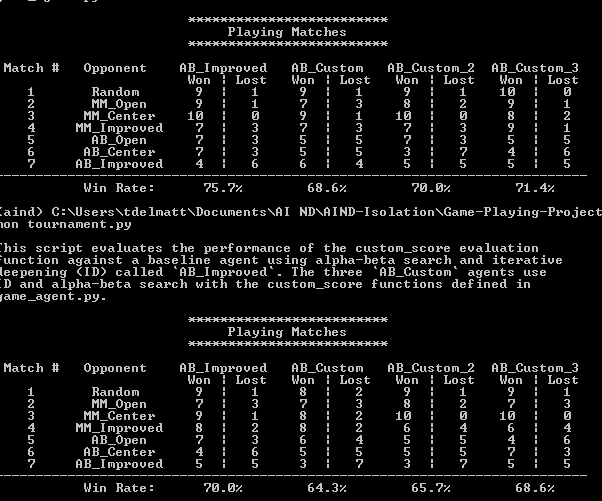 *************************
Playing Matches
*************************
Match # Opponent AB_Improved AB_Custom AB_Custom_2 AB_Custom_3
Won | Lost Won | Lost Won | Lost Won | Lost
1 Random 9 | 1 9 | 1 9 | 1 10 | 0
2 MM_Open 9 | 1 7 | 3 8 | 2 9 | 1
3 MM_Center 10 | 0 9 | 1 10 | 0 8 | 2
4 MM_Improved 7 | 3 7 | 3 7 | 3 9 | 1
5 AB_Open 7 | 3 5 | 5 7 | 3 5 | 5
6 AB_Center 7 | 3 5 | 5 3 | 7 4 | 6
7 AB_Improved 4 | 6 6 | 4 5 | 5 5 | 5
Win Rate: 75.7% 68.6% 70.0% 71.4%
(aind) C:\Users\tdelmatt\Documents\AI ND\AIND-Isolation\Game-Playing-Project
hon tournament.py
This script evaluates the performance of the custom_score evaluation
function against a baseline agent using alpha-beta search and iterative
deepening (ID) called `AB_Improved`. The three `AB_Custom` agents use
ID and alpha-beta search with the custom_score functions defined in
game_agent.py.
*************************
Playing Matches
*************************
Match # Opponent AB_Improved AB_Custom AB_Custom_2 AB_Custom_3
Won | Lost Won | Lost Won | Lost Won | Lost
1 Random 9 | 1 8 | 2 9 | 1 9 | 1
2 MM_Open 7 | 3 7 | 3 8 | 2 7 | 3
3 MM_Center 9 | 1 8 | 2 10 | 0 10 | 0
4 MM_Improved 8 | 2 8 | 2 6 | 4 6 | 4
5 AB_Open 7 | 3 6 | 4 5 | 5 4 | 6
6 AB_Center 4 | 6 5 | 5 5 | 5 7 | 3
7 AB_Improved 5 | 5 3 | 7 3 | 7 5 | 5
Win Rate: 70.0% 64.3% 65.7% 68.6%